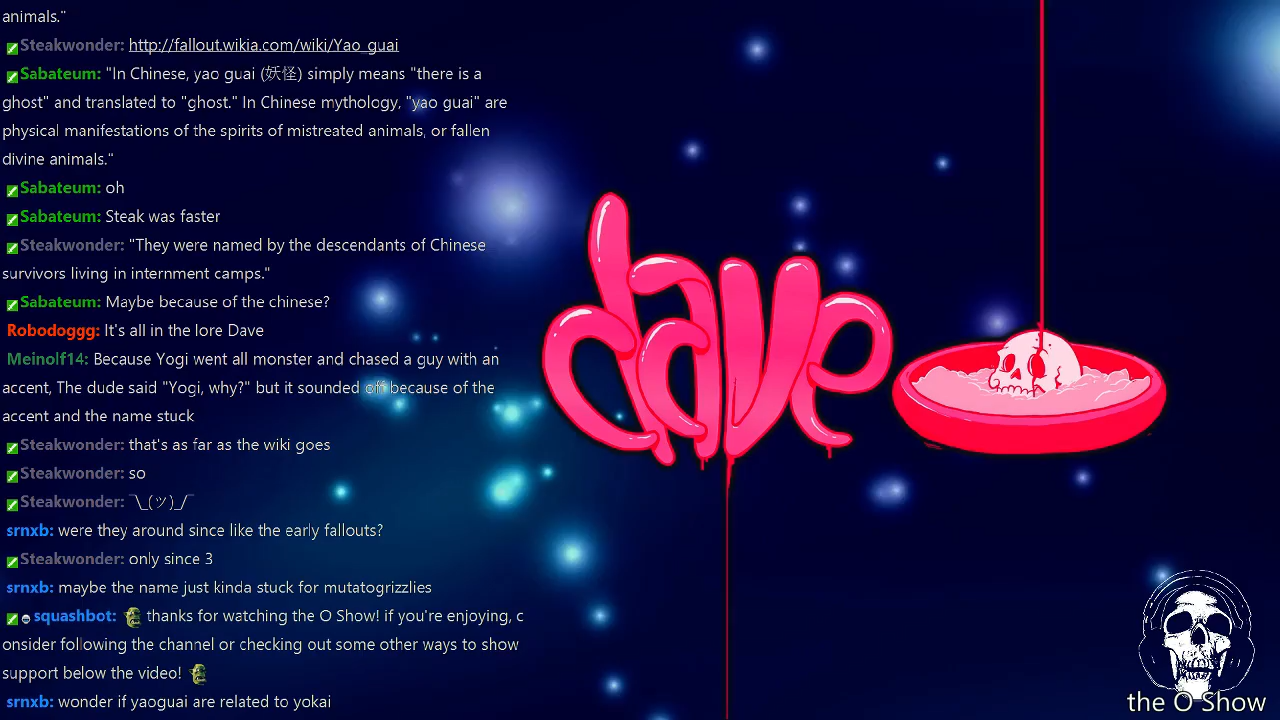 animals."
Steakwonder: http://fallout.wikia.com/wiki/Yao_guai
Sabateum: "In Chinese, yao guai (妖怪) simply means "there is a
ghost" and translated to "ghost." In Chinese mythology, "yao guai" are
physical manifestations of the spirits of mistreated animals, or fallen
divine animals."
Sabateum: oh
Sabateum: Steak was faster
Steakwonder: "They were named by the descendants of Chinese
survivors living in internment camps."
Sabateum: Maybe because of the chinese?
Robodoggg: It's all in the lore Dave
Meinolf14: Because Yogi went all monster and chased a guy with an
accent, The dude said "Yogi, why?" but it sounded off because of the
accent and the name stuck
Steakwonder: that's as far as the wiki goes
Steakwonder: so
Steakwonder: ¯\_(ツ)_/¯
srnxb: were they around since like the early fallouts?
Steakwonder: only since 3
srnxb: maybe the name just kinda stuck for mutatogrizzlies
squashbot: thanks for watching the O Show! if you're enjoying, c
onsider following the channel or checking out some other ways to show
support below the video!
srnxb: wonder if yaoguai are related to yokai
dave
the O Show